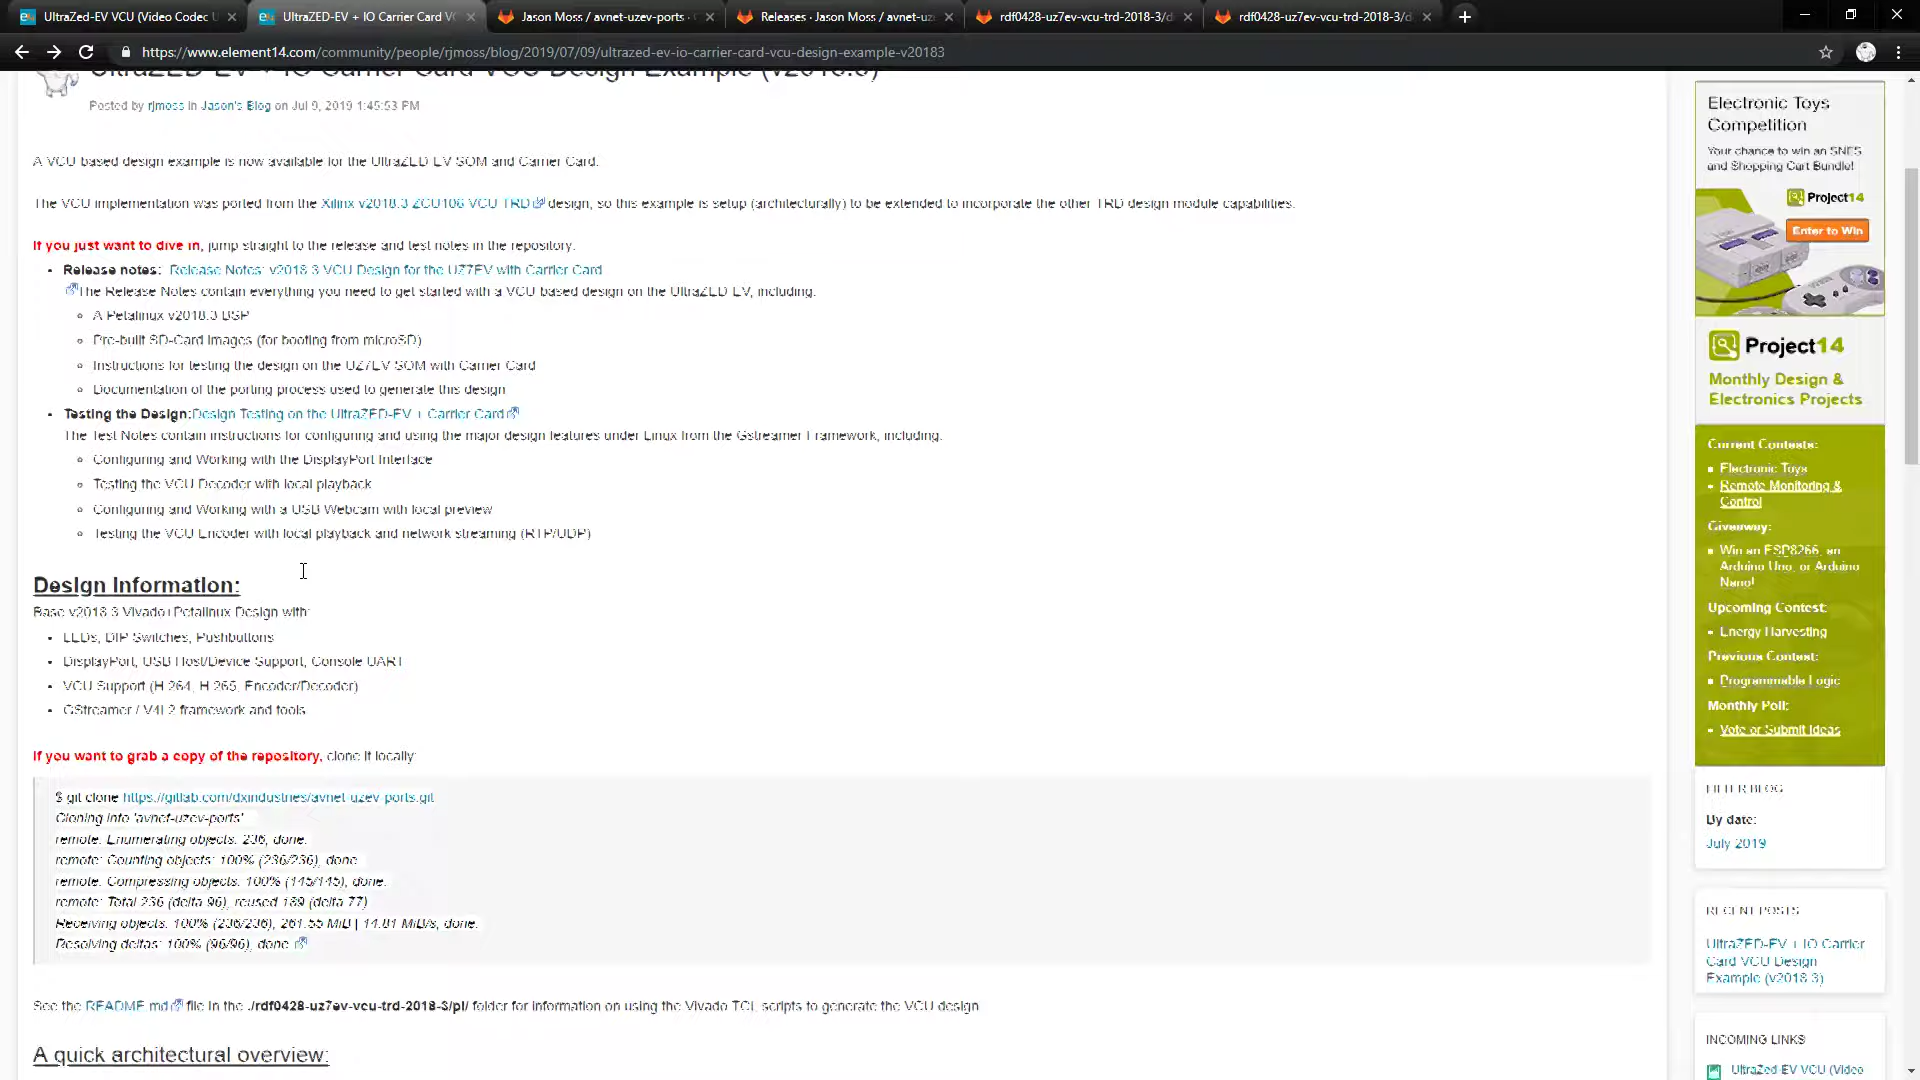 UltraZed-EV VCU (Video Codec U
UltraZED-EV + IO Carrier Card VC
Jason Moss / avnet-uzev-ports ·
Releases · Jason Moss / avnet-uz
rdf0428-uz7ev-vcu-trd-2018-3/d
rdf0428-uz7ev-vcu-trd-2018-3/d
https://www.element14.com/community/people/rjmoss/blog/2019/07/09/ultrazed-ev-io-carrier-card-vcu-design-example-v20183
UltraZED-EV + IO Carrier Card VCU Design Example (v2018.3)
Posted by rjmoss in Jason's Blog on Jul 9, 2019 1:45:53 PM
A VCU based design example is now available for the UltraZED EV SOM and Carrier Card.
The VCU implementation was ported from the Xilinx v2018.3 ZCU106 VCU TRD design, so this example is setup (architecturally) to be extended to incorporate the other TRD design module capabilities.
If you just want to dive in, jump straight to the release and test notes in the repository.
• Release notes: Release Notes: v2018.3 VCU Design for the UZ7EV with Carrier Card
The Release Notes contain everything you need to get started with a VCU based design on the UltraZED EV, including:
A Petalinux v2018.3 BSP
Pre-built SD-Card images (for booting from microSD)
Instructions for testing the design on the UZ7EV SOM with Carrier Card
Documentation of the porting process used to generate this design
• Testing the Design:Design Testing on the UltraZED-EV + Carrier Card
The Test Notes contain instructions for configuring and using the major design features under Linux from the Gstreamer Framework, including:
Configuring and Working with the DisplayPort Interface
Testing the VCU Decoder with local playback
Configuring and Working with a USB Webcam with local preview
Testing the VCU Encoder with local playback and network streaming (RTP/UDP)
Design Information:
Base v2018.3 Vivado+Petalinux Design with:
• LEDs, DIP Switches, Pushbuttons
• DisplayPort, USB Host/Device Support, Console UART
• VCU Support (H.264, H.265, Encoder/Decoder)
• GStreamer / V4L2 framework and tools
If you want to grab a copy of the repository, clone it locally:
$ git clone https://gitlab.com/dxindustries/avnet-uzev-ports.git
Cloning into 'avnet-uzev-ports'
remote: Enumerating objects: 236, done.
remote: Counting objects: 100% (236/236), done.
remote: Compressing objects: 100% (145/145), done.
remote: Total 236 (delta 96), reused 189 (delta 77)
Receiving objects: 100% (236/236), 261.55 MiB | 14.81 MiB/s, done.
Resolving deltas: 100% (96/96), done.
See the README.md file in the ./rdf0428-uz7ev-vcu-trd-2018-3/pl/ folder for information on using the Vivado TCL scripts to generate the VCU design
A quick architectural overview:
Electronic Toys
Competition
Your chance to win an SNES
and Shopping Cart Bundle!
Project14
Enter to Win
Project14
Monthly Design &
Electronics Projects
Current Contests:
Electronic Toys
Remote Monitoring &
Control
Giveaway:
Win an ESP8266, an
Arduino Uno, or Arduino
Nano!
Upcoming Contest:
Energy Harvesting
Previous Contest:
Programmable Logic
Monthly Poll:
Vote or Submit Ideas
FILTER BLOG
By date:
July 2019
RECENT POSTS
UltraZED-EV + IO Carrier
Card VCU Design
Example (v2018.3)
INCOMING LINKS
UltraZed-EV VCU (Video